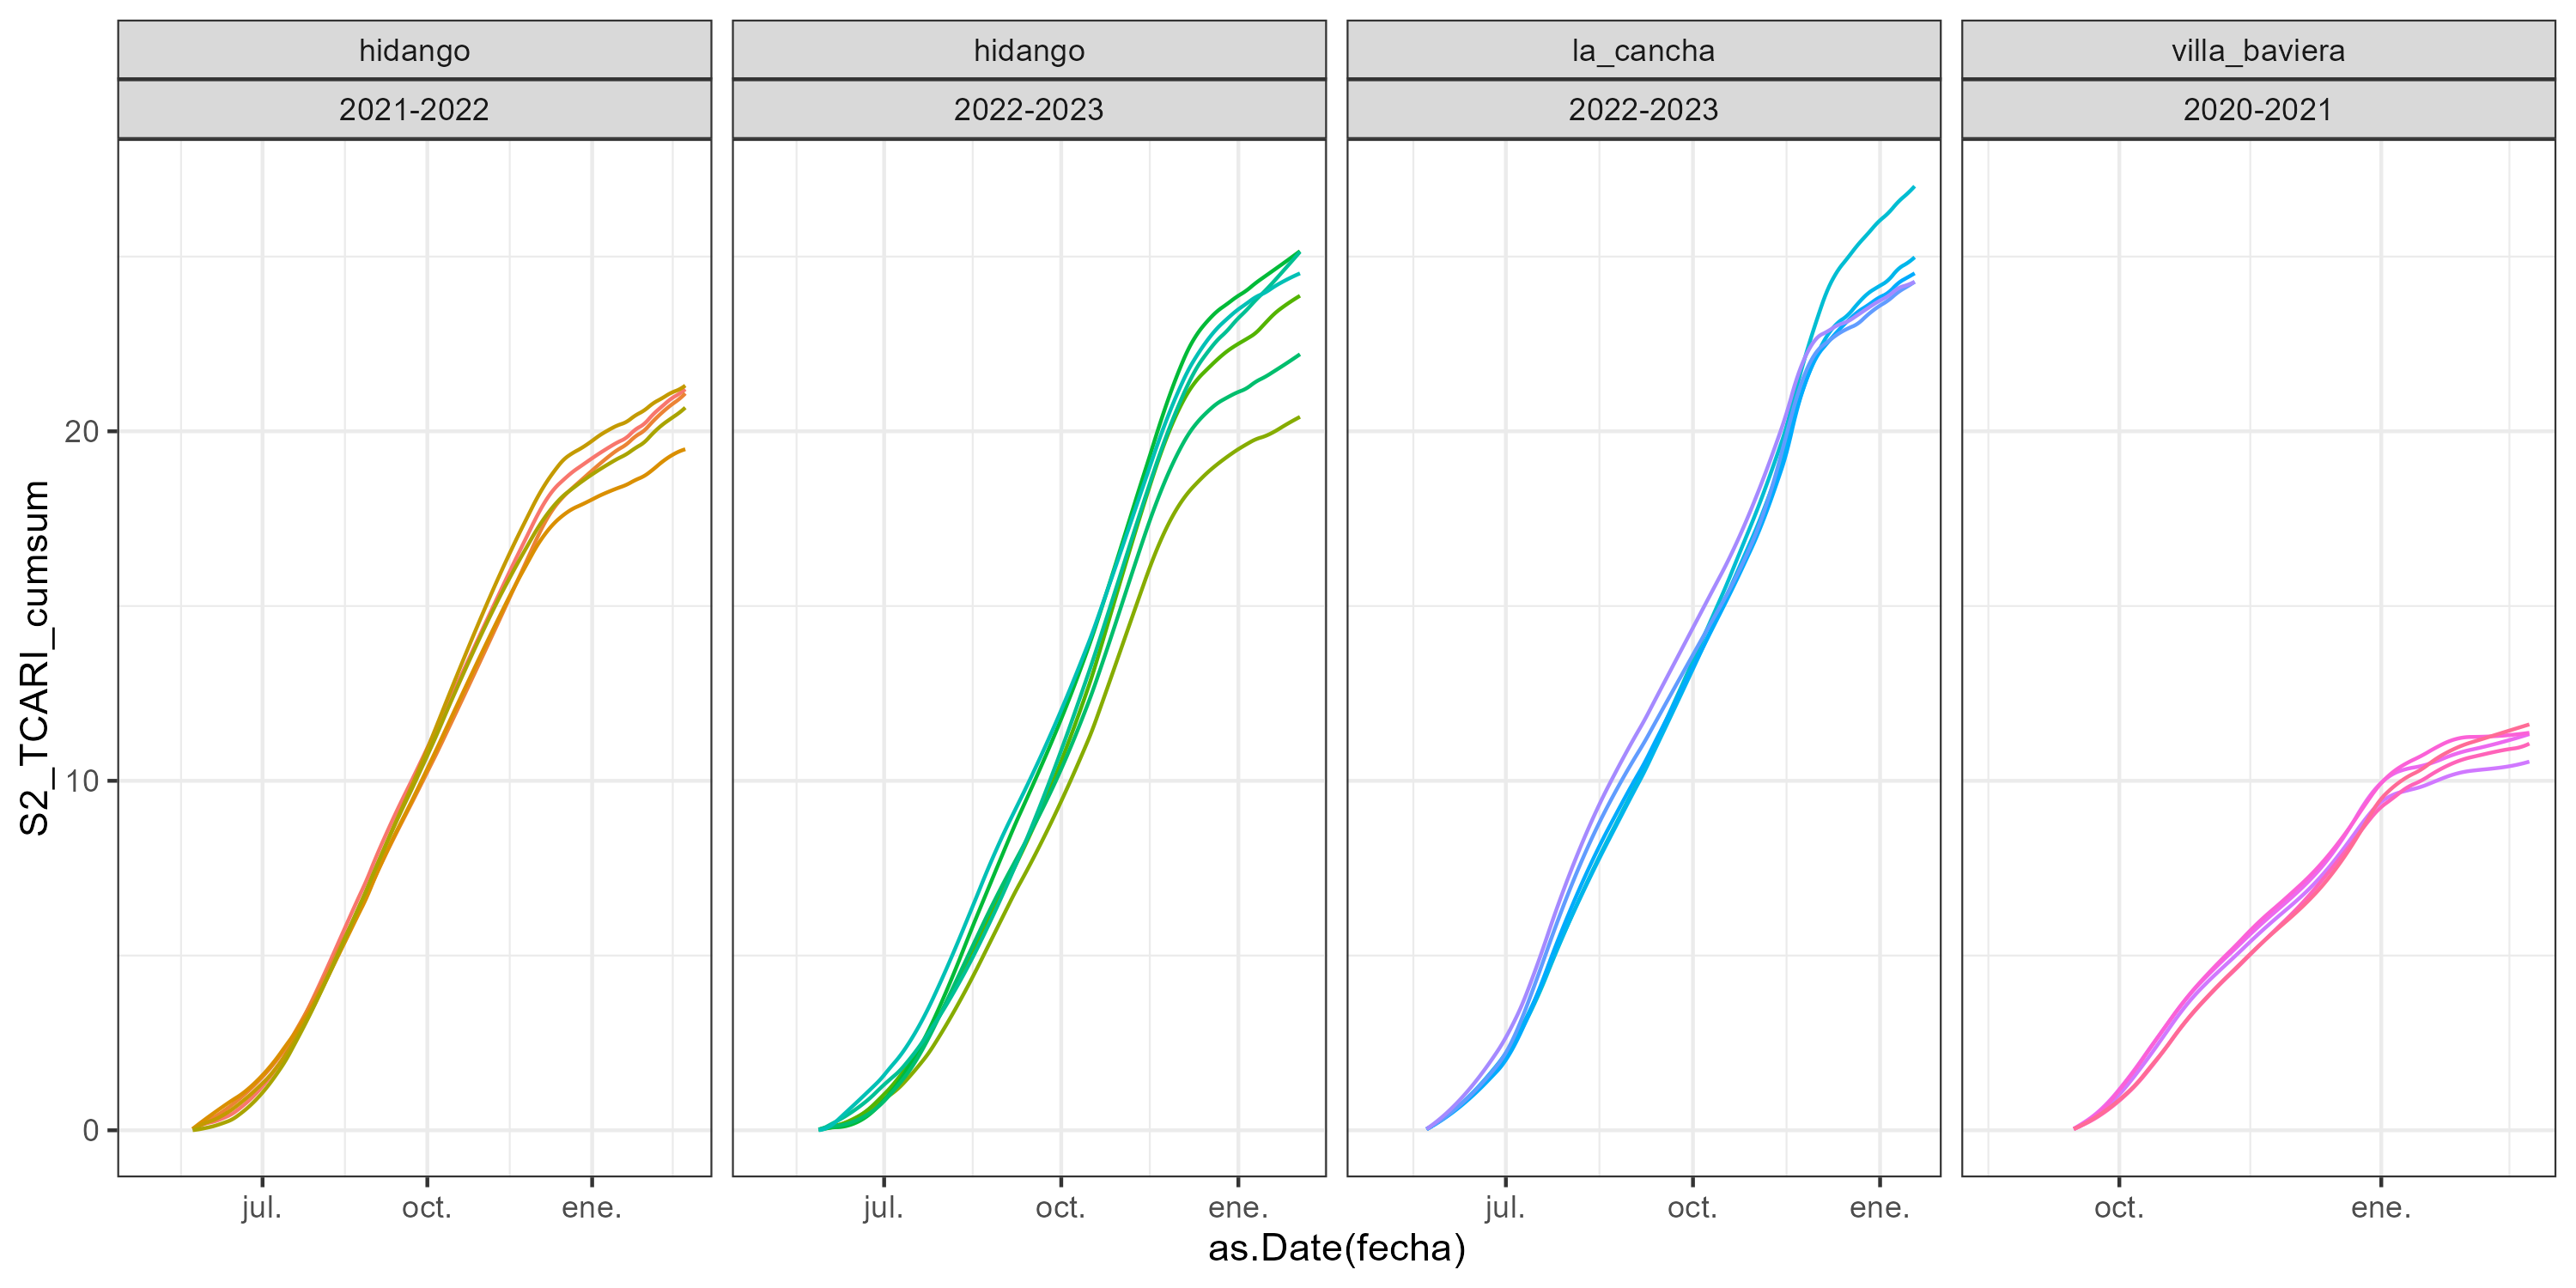 hidango
hidango
la_cancha
villa_baviera
2021-2022
2022-2023
2022-2023
2020-2021
S2_TCARI_cumsum
20
10
0
jul.
oct.
ene.
jul.
oct.
ene.
jul.
oct.
ene.
oct.
ene.
as.Date(fecha)